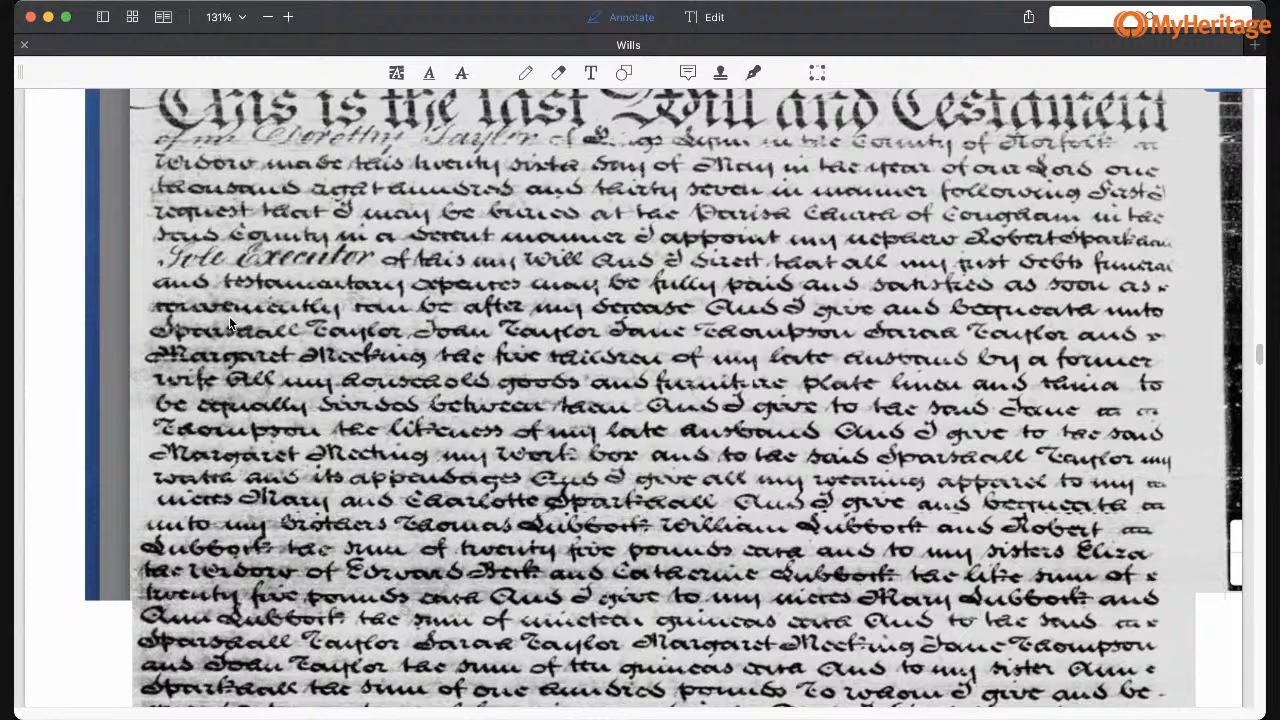 131%
Annotate
Edit
MyHeritage
Wills
This is the last Will and Testament
of me Dorothy Taylor of Kings Lynn in the County of Norfolk
Widow made this twenty sixth day of May in the year of our Lord one
thousand eight hundred and thirty seven in manner following First I
request that I may be buried at the Parish Church of Congham in the
said County in a decent manner I appoint my nephew Robert Sparkhall
Sole Executor of this my Will And I direct that all my just debts funeral
and testamentary expences may be fully paid and satisfied as soon as
conveniently can be after my decease And I give and bequeath unto
Sparshall Taylor John Taylor Jane Thompson Sarah Taylor and
Margaret Meeking the five children of my late husband by a former
wife All my household goods and furniture plate linen and china to
be equally divided between them And I give to the said Jane
Thompson the likeness of my late husband And I give to the said
Margaret Meeking my work box and to the said Sparshall Taylor my
watch and its appendages And I give all my wearing apparel to my
nieces Mary and Charlotte Sparkhall And I give and bequeath
unto my brothers Thomas Lubbock William Lubbock and Robert
Lubbock the sum of twenty five pounds each and to my sisters Eliza
the Widow of Edward Beck and Catherine Lubbock the like sum of
twenty five pounds each And I give to my nieces Mary Lubbock and
Ann Lubbock the sum of nineteen guineas each And to the said
Sparshall Taylor Sarah Taylor Margaret Meeking Jane Thompson
and John Taylor the sum of ten guineas each And to my sister Ann
Sparkhall the sum of one hundred pounds To whom I give and be